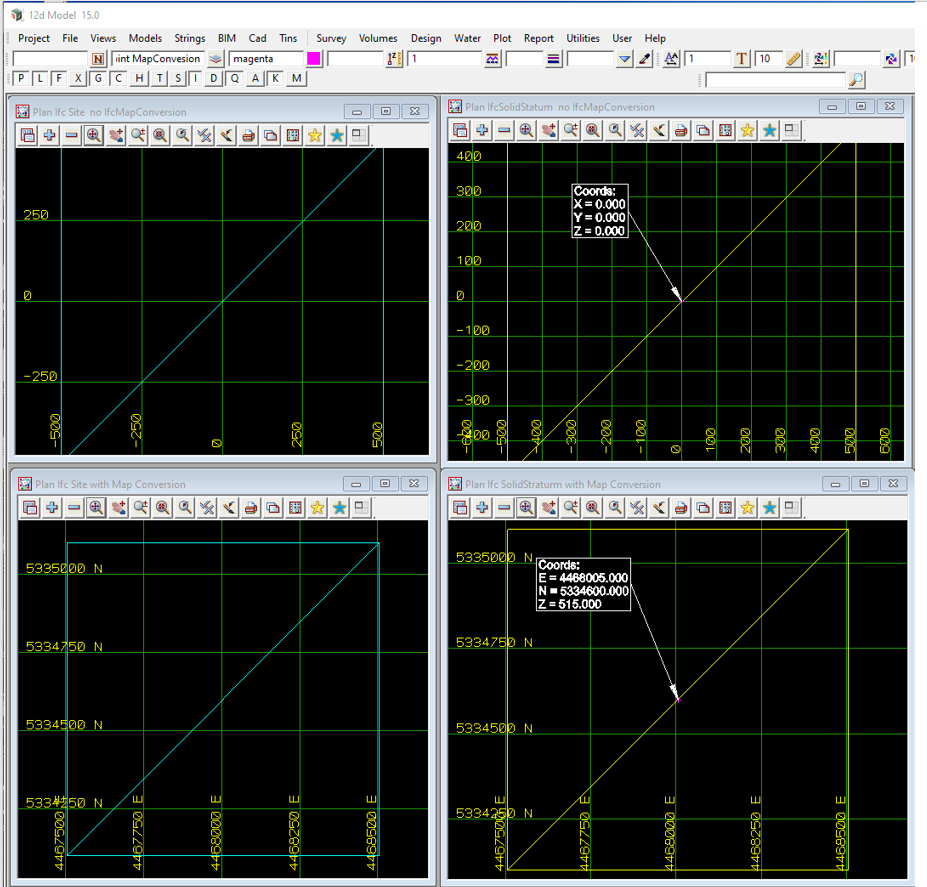 12d Model 15.0
Project File Views Models Strings BIM Cad Tins Survey Volumes Design Water Plot Report Utilities User Help
N int MapConvesion magenta 1 1 T 10
P L F X G C H T S I D Q A K M
Plan Ifc Site no IfcMapConversion
250
0
-250
-500
-250
0
250
500
Plan IfcSolidStatum no IfcMapConversion
400
300
200
100
0
-100
-200
-300
-400
Coords:
X = 0.000
Y = 0.000
Z = 0.000
-600
-500
-400
-300
-200
-100
0
100
200
300
400
500
600
Plan Ifc Site with Map Conversion
5335000 N
5334750 N
5334500 N
5334250 N
4467500 E
4467750 E
4468000 E
4468250 E
4468500 E
Plan Ifc SolidStraturm with Map Conversion
5335000 N
5334750 N
5334500 N
5334250 N
Coords:
E = 4468005.000
N = 5334600.000
Z = 515.000
4467500 E
4467750 E
4468000 E
4468250 E
4468500 E